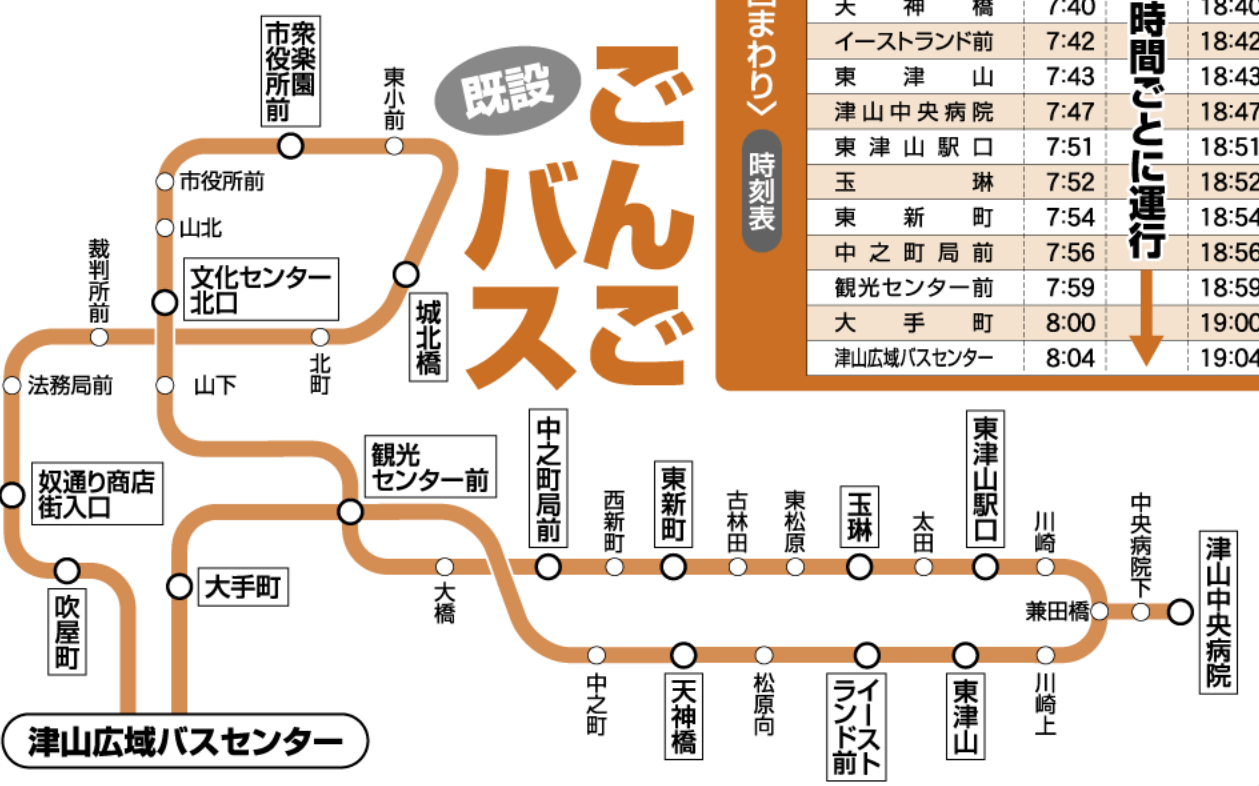 衆楽園
市役所前
東小前
市役所前
山北
文化センター
北口
裁判所前
北町
城北橋
法務局前
山下
奴通り商店
街入口
観光
センター前
吹屋町
大手町
大橋
中之町局前
西新町
東新町
古林田
東松原
玉琳
太田
東津山駅口
川崎
兼田橋
中央病院下
津山中央病院
中之町
天神橋
松原向
イースト
ランド前
東津山
川崎上
津山広域バスセンター
既設
ごんご
バス
回まわり〉
時刻表
天神橋 7:40 18:40
イーストランド前 7:42 18:42
東津山 7:43 18:43
津山中央病院 7:47 18:47
東津山駅口 7:51 18:51
玉琳 7:52 18:52
東新町 7:54 18:54
中之町局前 7:56 18:56
観光センター前 7:59 18:59
大手町 8:00 19:00
津山広域バスセンター 8:04 19:04
時間ごとに運行